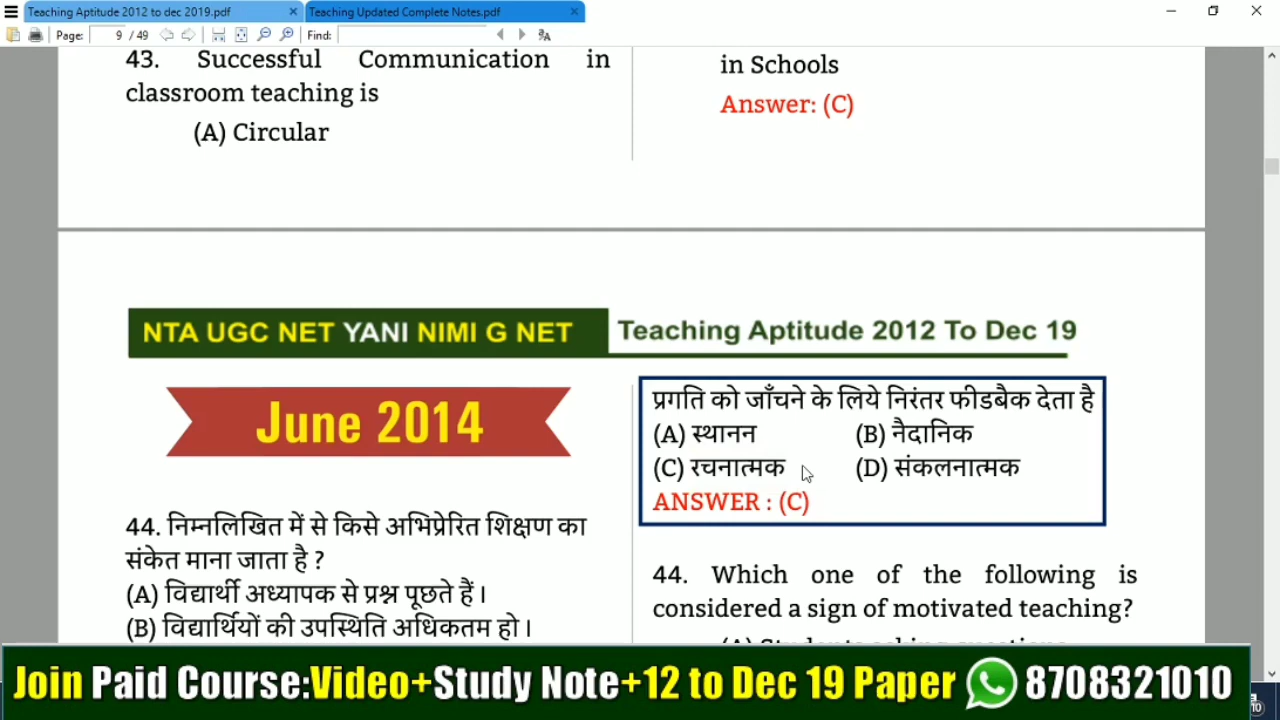 Teaching Aptitude 2012 to dec 2019.pdf
Teaching Updated Complete Notes.pdf
Page: 9 / 49 Find:
43. Successful Communication in
classroom teaching is
(A) Circular
in Schools
Answer: (C)
NTA UGC NET YANI NIMI G NET
Teaching Aptitude 2012 To Dec 19
June 2014
44. निम्नलिखित में से किसे अभिप्रेरित शिक्षण का
संकेत माना जाता है ?
(A) विद्यार्थी अध्यापक से प्रश्न पूछते हैं ।
(B) विद्यार्थियों की उपस्थिति अधिकतम हो ।
प्रगति को जाँचने के लिये निरंतर फीडबैक देता है
(A) स्थानन (B) नैदानिक
(C) रचनात्मक (D) संकलनात्मक
ANSWER : (C)
44. Which one of the following is
considered a sign of motivated teaching?
(A) Students asking questions
Join Paid Course:Video+Study Note+12 to Dec 19 Paper 8708321010